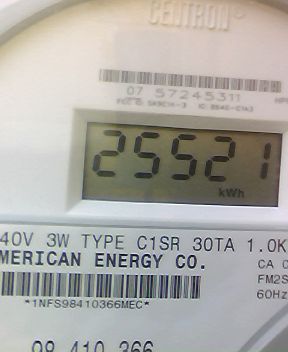 CENTRON®
07 57245311
25521
kWh
40V 3W TYPE C1SR 30TA 1.0K
MERICAN ENERGY CO.
CA 0
FM2S
60Hz
*1NFS98410366MEC*
98 410 366